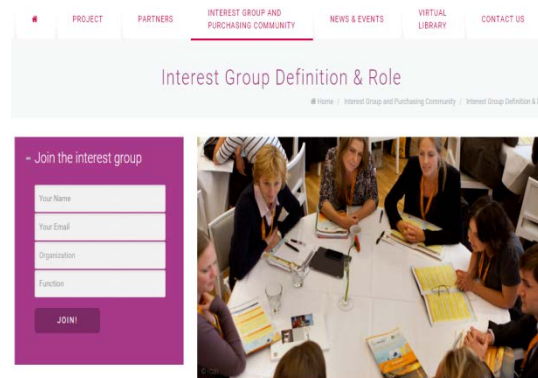 PROJECT
PARTNERS
INTEREST GROUP AND
PURCHASING COMMUNITY
NEWS & EVENTS
VIRTUAL
LIBRARY
CONTACT US
Interest Group Definition & Role
Home / Interest Group and Purchasing Community / Interest Group Definition &
– Join the interest group
Your Name
Your Email
Organization
Function
JOIN!